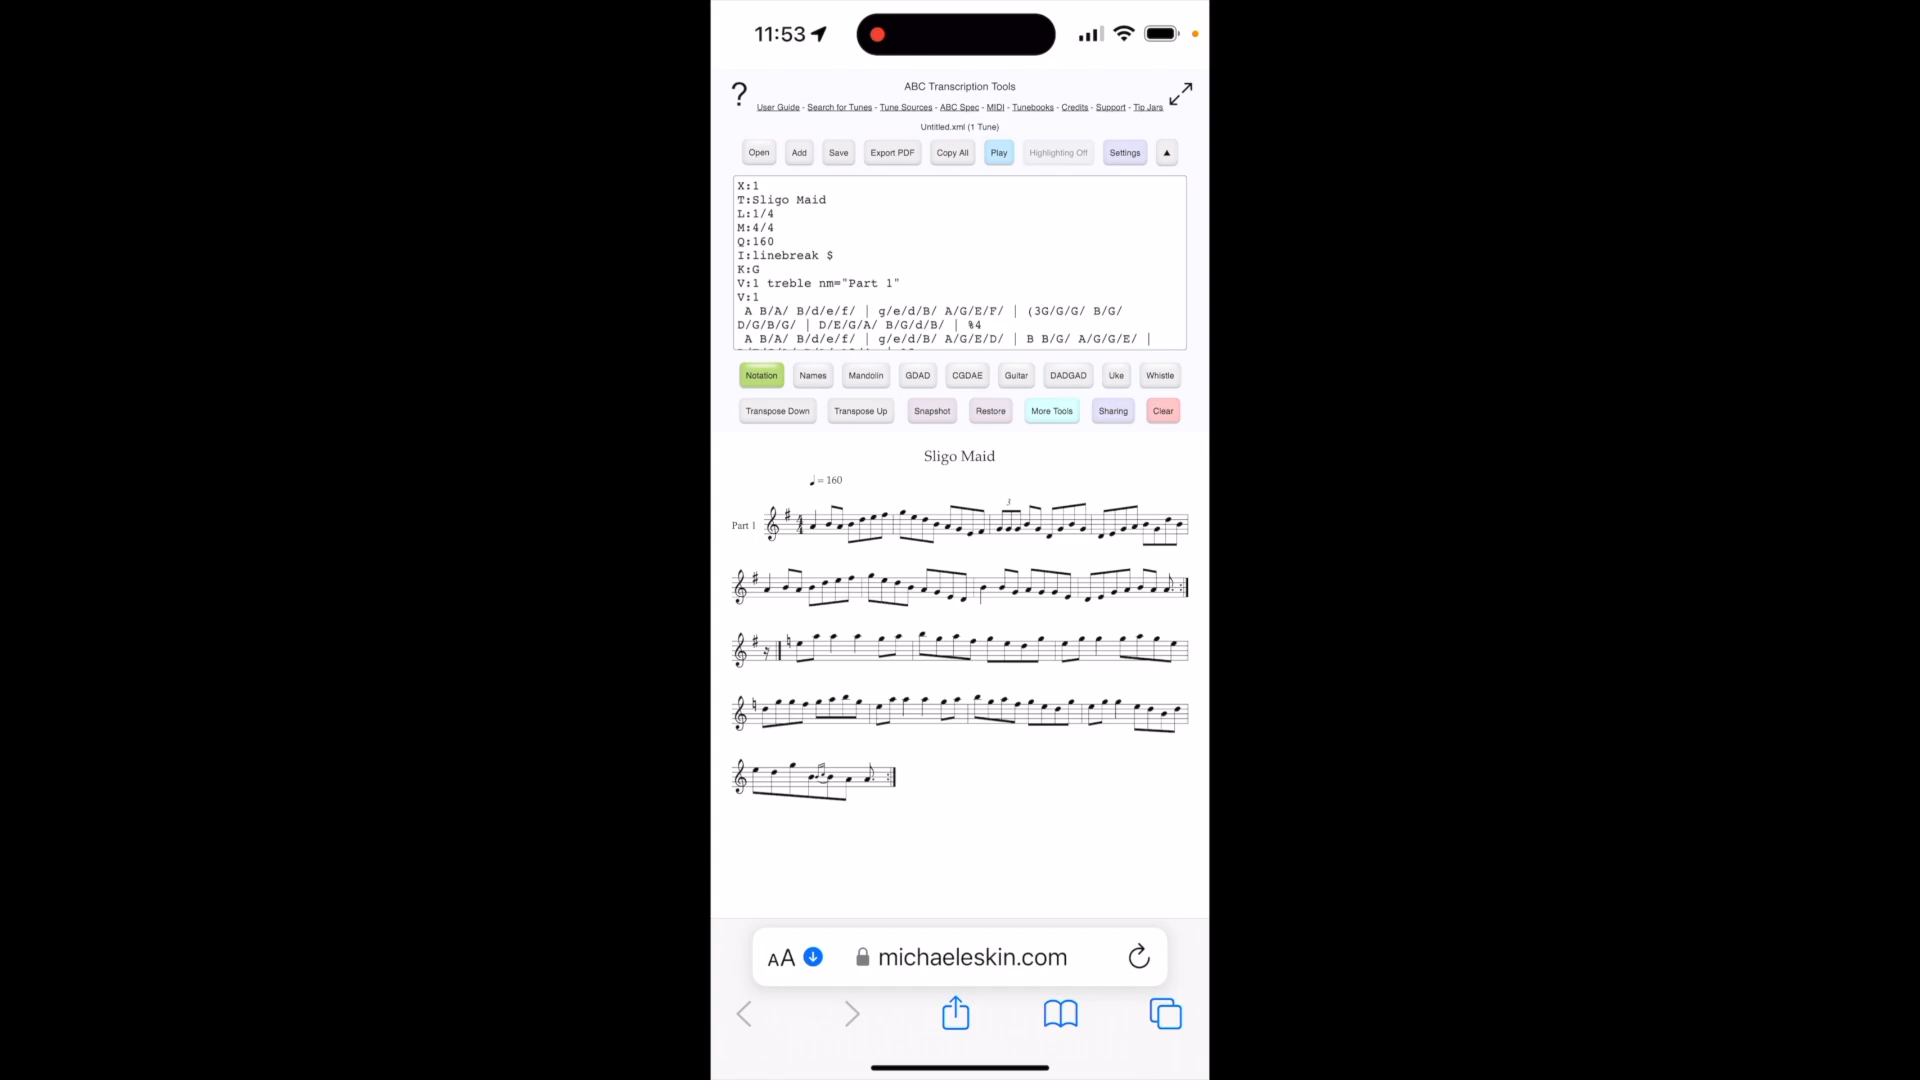 11:53
ABC Transcription Tools
User Guide - Search for Tunes - Tune Sources - ABC Spec - MIDI - Tunebooks - Credits - Support - Tip Jars
Untitled.xml (1 Tune)
Open Add Save Export PDF Copy All Play Highlighting Off Settings ▲
X:1
T:Sligo Maid
L:1/4
M:4/4
Q:160
I:linebreak $
K:G
V:1 treble nm="Part 1"
V:1
A B/A/ B/d/e/f/ | g/e/d/B/ A/G/E/F/ | (3G/G/G/ B/G/
D/G/B/G/ | D/E/G/A/ B/G/d/B/ | %4
A B/A/ B/d/e/f/ | g/e/d/B/ A/G/E/D/ | B B/G/ A/G/G/E/ |
Notation Names Mandolin GDAD CGDAE Guitar DADGAD Uke Whistle
Transpose Down Transpose Up Snapshot Restore More Tools Sharing Clear
Sligo Maid
♩= 160
3
Part 1
AA michaeleskin.com